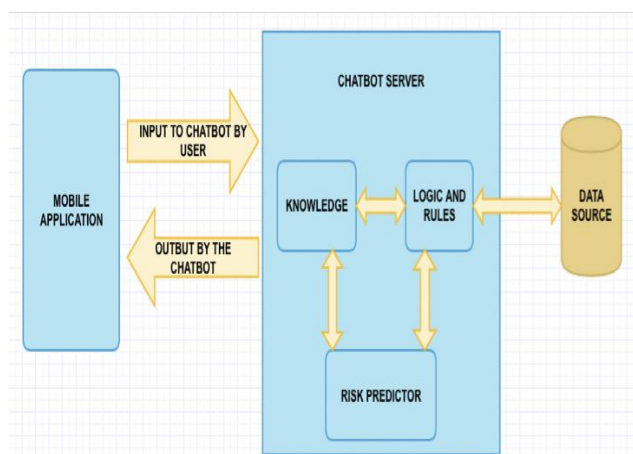 CHATBOT SERVER
INPUT TO CHATBOT BY
USER
MOBILE
APPLICATION
KNOWLEDGE
LOGIC AND
RULES
DATA
SOURCE
OUTBUT BY THE
CHATBOT
RISK PREDICTOR